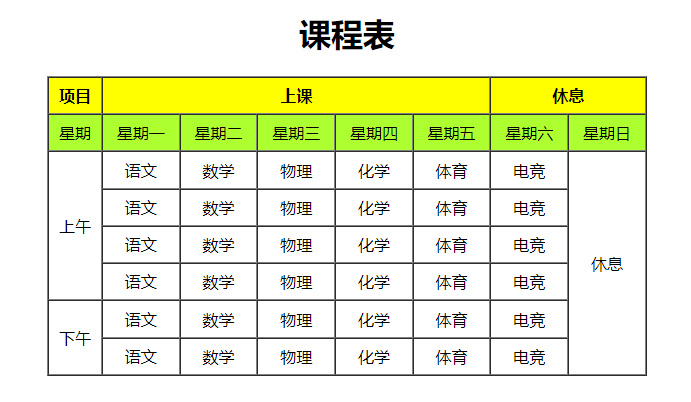 课程表
项目 上课 休息
星期 星期一 星期二 星期三 星期四 星期五 星期六 星期日
上午 语文 数学 物理 化学 体育 电竞 休息
语文 数学 物理 化学 体育 电竞
语文 数学 物理 化学 体育 电竞
语文 数学 物理 化学 体育 电竞
下午 语文 数学 物理 化学 体育 电竞
语文 数学 物理 化学 体育 电竞